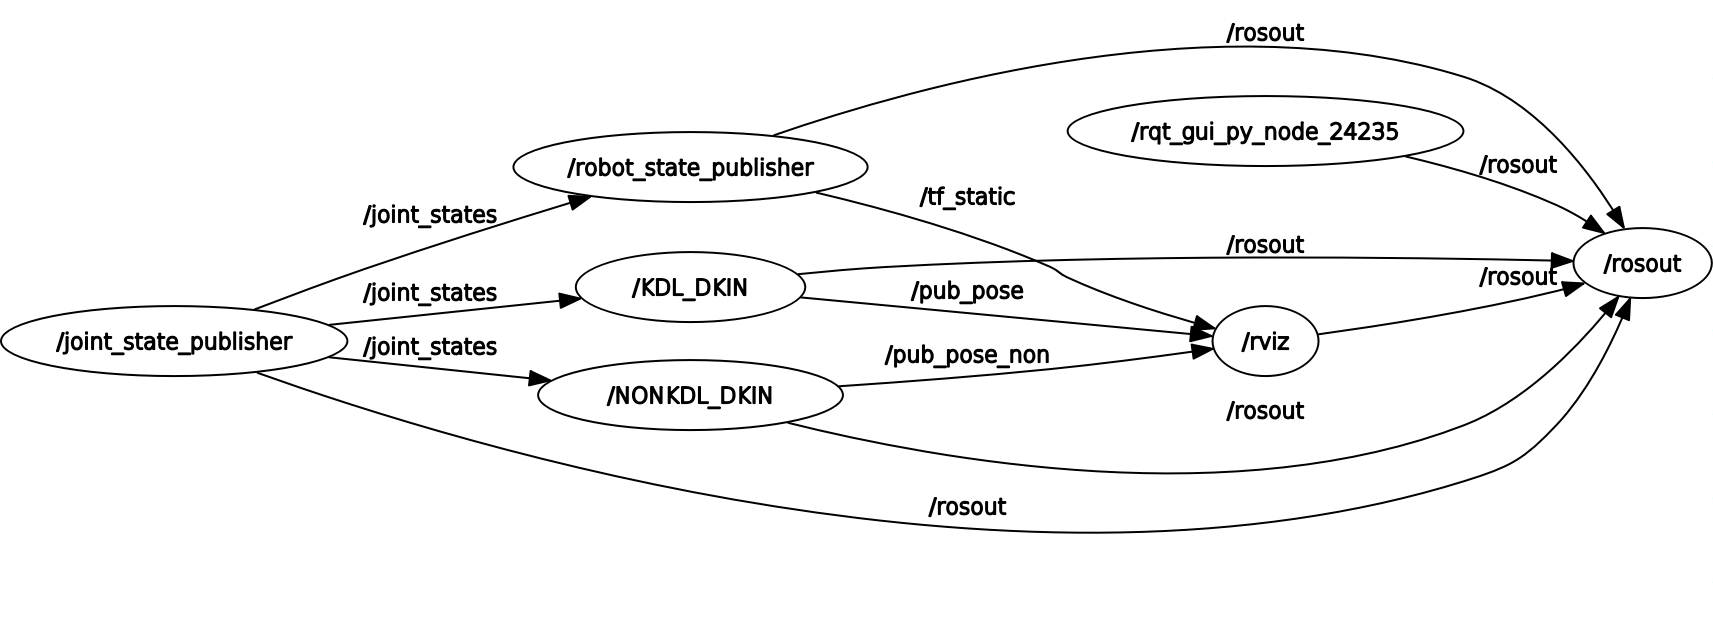 /rosout
/rqt_gui_py_node_24235
/robot_state_publisher
/rosout
/tf_static
/joint_states
/rosout
/rosout
/joint_states
/KDL_DKIN
/pub_pose
/rosout
/joint_state_publisher
/joint_states
/rviz
/pub_pose_non
/NONKDL_DKIN
/rosout
/rosout